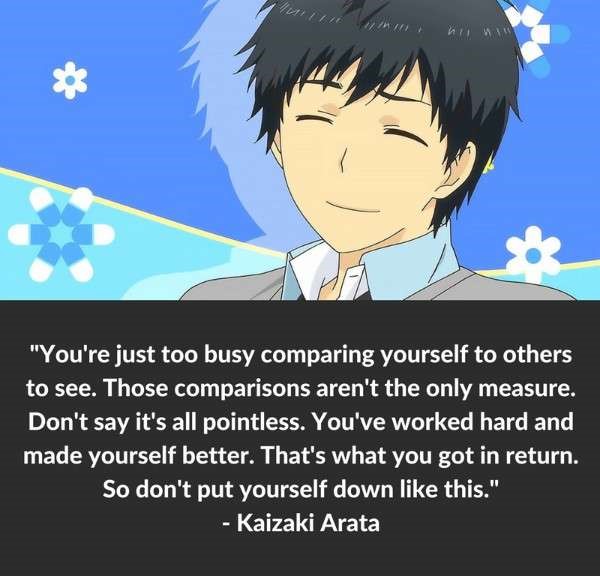 "You're just too busy comparing yourself to others
to see. Those comparisons aren't the only measure.
Don't say it's all pointless. You've worked hard and
made yourself better. That's what you got in return.
So don't put yourself down like this."
- Kaizaki Arata